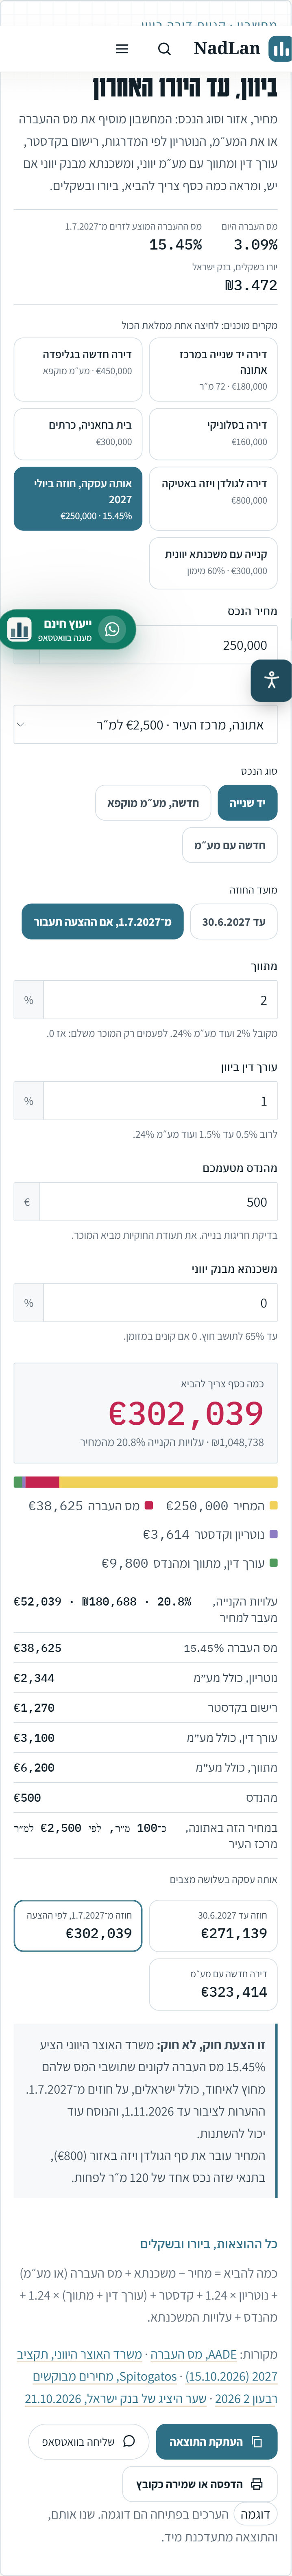 NadLan
ביוון, עד היורו האחרון
מחיר, אזור וסוג הנכס: המחשבון מוסיף את מס ההעברה
או את המע״מ, הנוטריון לפי המדרגות, רישום בקדסטר,
עורך דין ומתווך עם מע״מ יווני, ומשכנתא מבנק יווני אם
יש, ומראה כמה כסף צריך להביא, ביורו ובשקלים.
מס העברה היום
3.09%
מס ההעברה המוצע לזרים מ־1.7.2027
15.45%
יורו בשקלים, בנק ישראל
₪3.472
מקרים מוכנים: לחיצה אחת ממלאת הכול
דירה יד שנייה במרכז
אתונה
€180,000 · 72 מ״ר
דירה חדשה בגליפדה
€450,000 · מע״מ מוקפא
דירה בסלוניקי
€160,000
בית בחאניה, כרתים
€300,000
דירה לגולדן ויזה באטיקה
€800,000
אותה עסקה, חוזה ביולי
2027
€250,000 · 15.45%
קנייה עם משכנתא יוונית
€300,000 · 60% מימון
מחיר הנכס
250,000
ייעוץ חינם
מענה בוואטסאפ
אתונה, מרכז העיר · €2,500 למ״ר
סוג הנכס
יד שנייה
חדשה, מע״מ מוקפא
חדשה עם מע״מ
מועד החוזה
עד 30.6.2027
מ־1.7.2027, אם ההצעה תעבור
מתווך
2
%
מקובל 2% ועוד מע״מ 24%. לפעמים רק המוכר משלם: אז 0.
עורך דין ביוון
1
%
לרוב 0.5% עד 1.5% ועוד מע״מ 24%.
מהנדס מטעמכם
500
€
בדיקת חריגות בנייה. את תעודת החוקיות מביא המוכר.
משכנתא מבנק יווני
0
%
עד 65% לתושב חוץ. 0 אם קונים במזומן.
כמה כסף צריך להביא
€302,039
₪1,048,738 · עלויות הקנייה 20.8% מהמחיר
המחיר €250,000
מס העברה €38,625
נוטריון וקדסטר €3,614
עורך דין, מתווך ומהנדס €9,800
עלויות הקנייה,
מעבר למחיר
€52,039 · ₪180,688 · 20.8%
מס העברה 15.45%
€38,625
נוטריון, כולל מע״מ
€2,344
רישום בקדסטר
€1,270
עורך דין, כולל מע״מ
€3,100
מתווך, כולל מע״מ
€6,200
מהנדס
€500
במחיר הזה באתונה,
מרכז העיר
כ־100 מ״ר, לפי €2,500 למ״ר
אותה עסקה בשלושה מצבים
חוזה עד 30.6.2027
€271,139
חוזה מ־1.7.2027, לפי ההצעה
€302,039
דירה חדשה עם מע״מ
€323,414
זו הצעת חוק, לא חוק: משרד האוצר היווני הציע
15.45% מס העברה לקונים שתושבי המס שלהם
מחוץ לאיחוד, כולל ישראלים, על חוזים מ־1.7.2027.
ההערות לציבור עד 1.11.2026, והנוסח עוד
יכול להשתנות.
המחיר עובר את סף הגולדן ויזה באזור (€800),
בתנאי שזה נכס אחד של 120 מ״ר לפחות.
כל ההוצאות, ביורו ובשקלים
כמה להביא = מחיר − משכנתא + מס העברה (או מע״מ)
+ נוטריון × 1.24 + קדסטר + (עורך דין + מתווך) × 1.24 +
מהנדס + עלויות המשכנתא.
מקורות: AADE, מס העברה · משרד האוצר היווני, תקציב
2027 (15.10.2026) · Spitogatos, מחירים מבוקשים
רבעון 2 2026 · שער היציג של בנק ישראל, 21.10.2026
העתקת התוצאה
שליחה בוואטסאפ
הדפסה או שמירה כקובץ
דוגמה הערכים בפתיחה הם דוגמה. שנו אותם,
והתוצאה מתעדכנת מיד.